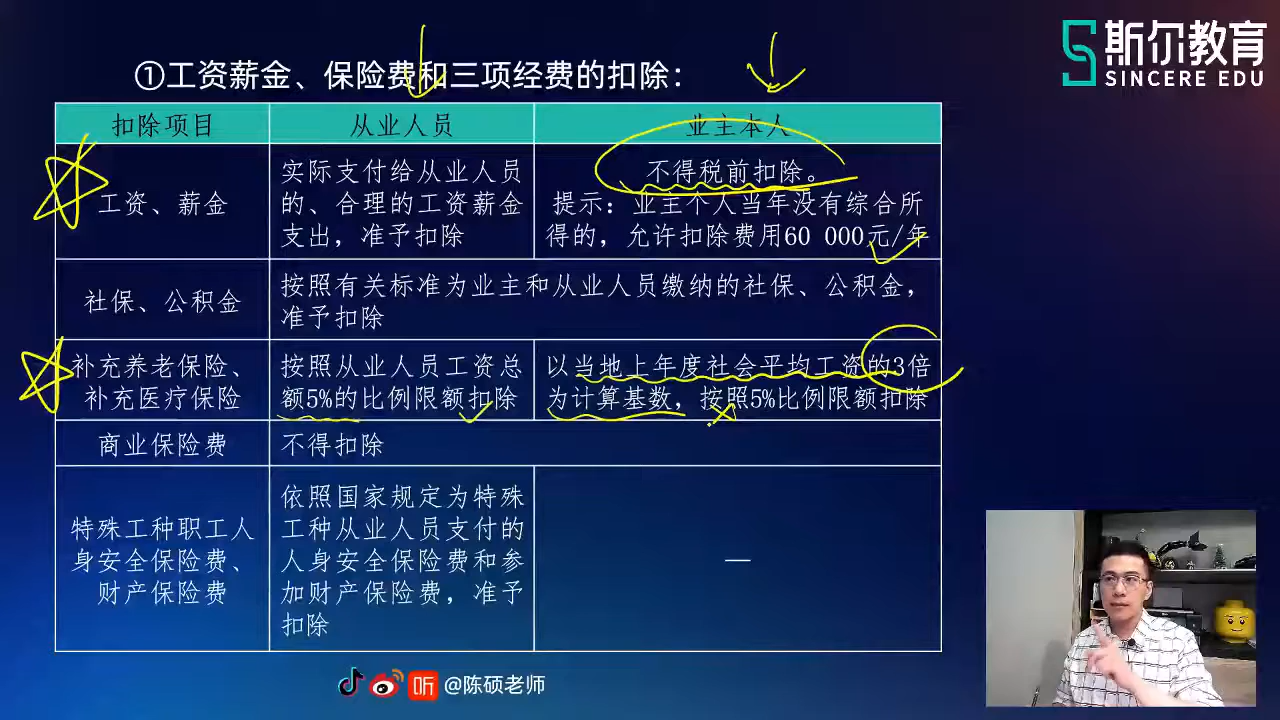 斯尔教育
SINCERE EDU
①工资薪金、保险费和三项经费的扣除：
扣除项目
从业人员
业主本人
工资、薪金
实际支付给从业人员
的、合理的工资薪金
支出，准予扣除
不得税前扣除。
提示：业主个人当年没有综合所
得的，允许扣除费用60 000元/年
社保、公积金
按照有关标准为业主和从业人员缴纳的社保、公积金，
准予扣除
补充养老保险、
补充医疗保险
按照从业人员工资总
额5%的比例限额扣除
以当地上年度社会平均工资的3倍
为计算基数，按照5%比例限额扣除
商业保险费
不得扣除
特殊工种职工人
身安全保险费、
财产保险费
依照国家规定为特殊
工种从业人员支付的
人身安全保险费和参
加财产保险费，准予
扣除
—
听 @陈硕老师